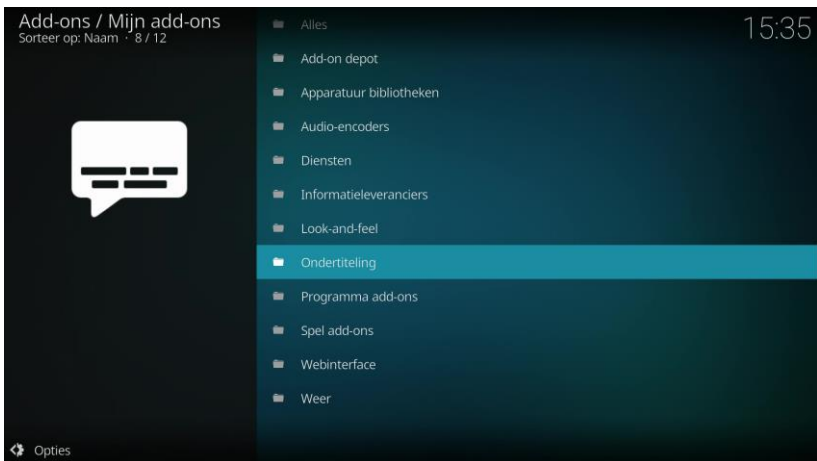 Add-ons / Mijn add-ons
Sorteer op: Naam · 8 / 12
15:35
Alles
Add-on depot
Apparatuur bibliotheken
Audio-encoders
Diensten
Informatieleveranciers
Look-and-feel
Ondertiteling
Programma add-ons
Spel add-ons
Webinterface
Weer
Opties